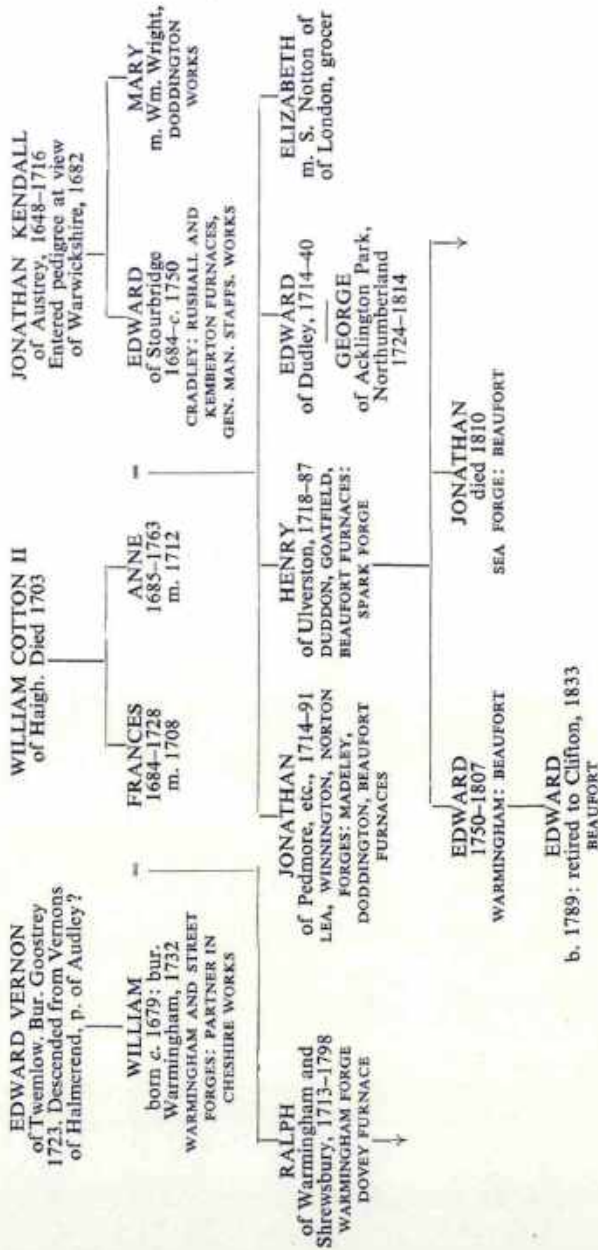 EDWARD VERNON
of Twemlow. Bur. Goostrey
1723. Descended from Vernons
of Halmerend, p. of Audley?
WILLIAM COTTON II
of Haigh. Died 1703
JONATHAN KENDALL
of Austrey, 1648–1716
Entered pedigree at view
of Warwickshire, 1682
WILLIAM
born c. 1679: bur.
Warmingham, 1732
WARMINGHAM AND STREET
FORGES: PARTNER IN
CHESHIRE WORKS
=
FRANCES
1684–1728
m. 1708
ANNE
1685–1763
m. 1712
=
EDWARD
of Stourbridge
1684–c. 1750
CRADLEY: RUSHALL AND
KEMBERTON FURNACES,
GEN. MAN. STAFFS. WORKS
MARY
m. Wm. Wright,
DODDINGTON
WORKS
RALPH
of Warmingham and
Shrewsbury, 1713–1798
WARMINGHAM FORGE
DOVEY FURNACE
JONATHAN
of Pedmore, etc., 1714–91
LEA, WINNINGTON, NORTON
FORGES: MADELEY,
DODDINGTON, BEAUFORT
FURNACES
HENRY
of Ulverston, 1718–87
DUDDON, GOATFIELD,
BEAUFORT FURNACES:
SPARK FORGE
EDWARD
of Dudley, 1714–40
GEORGE
of Acklington Park,
Northumberland
1724–1814
ELIZABETH
m. S. Notton of
London, grocer
EDWARD
1750–1807
WARMINGHAM: BEAUFORT
JONATHAN
died 1810
SEA FORGE: BEAUFORT
EDWARD
b. 1789: retired to Clifton, 1833
BEAUFORT